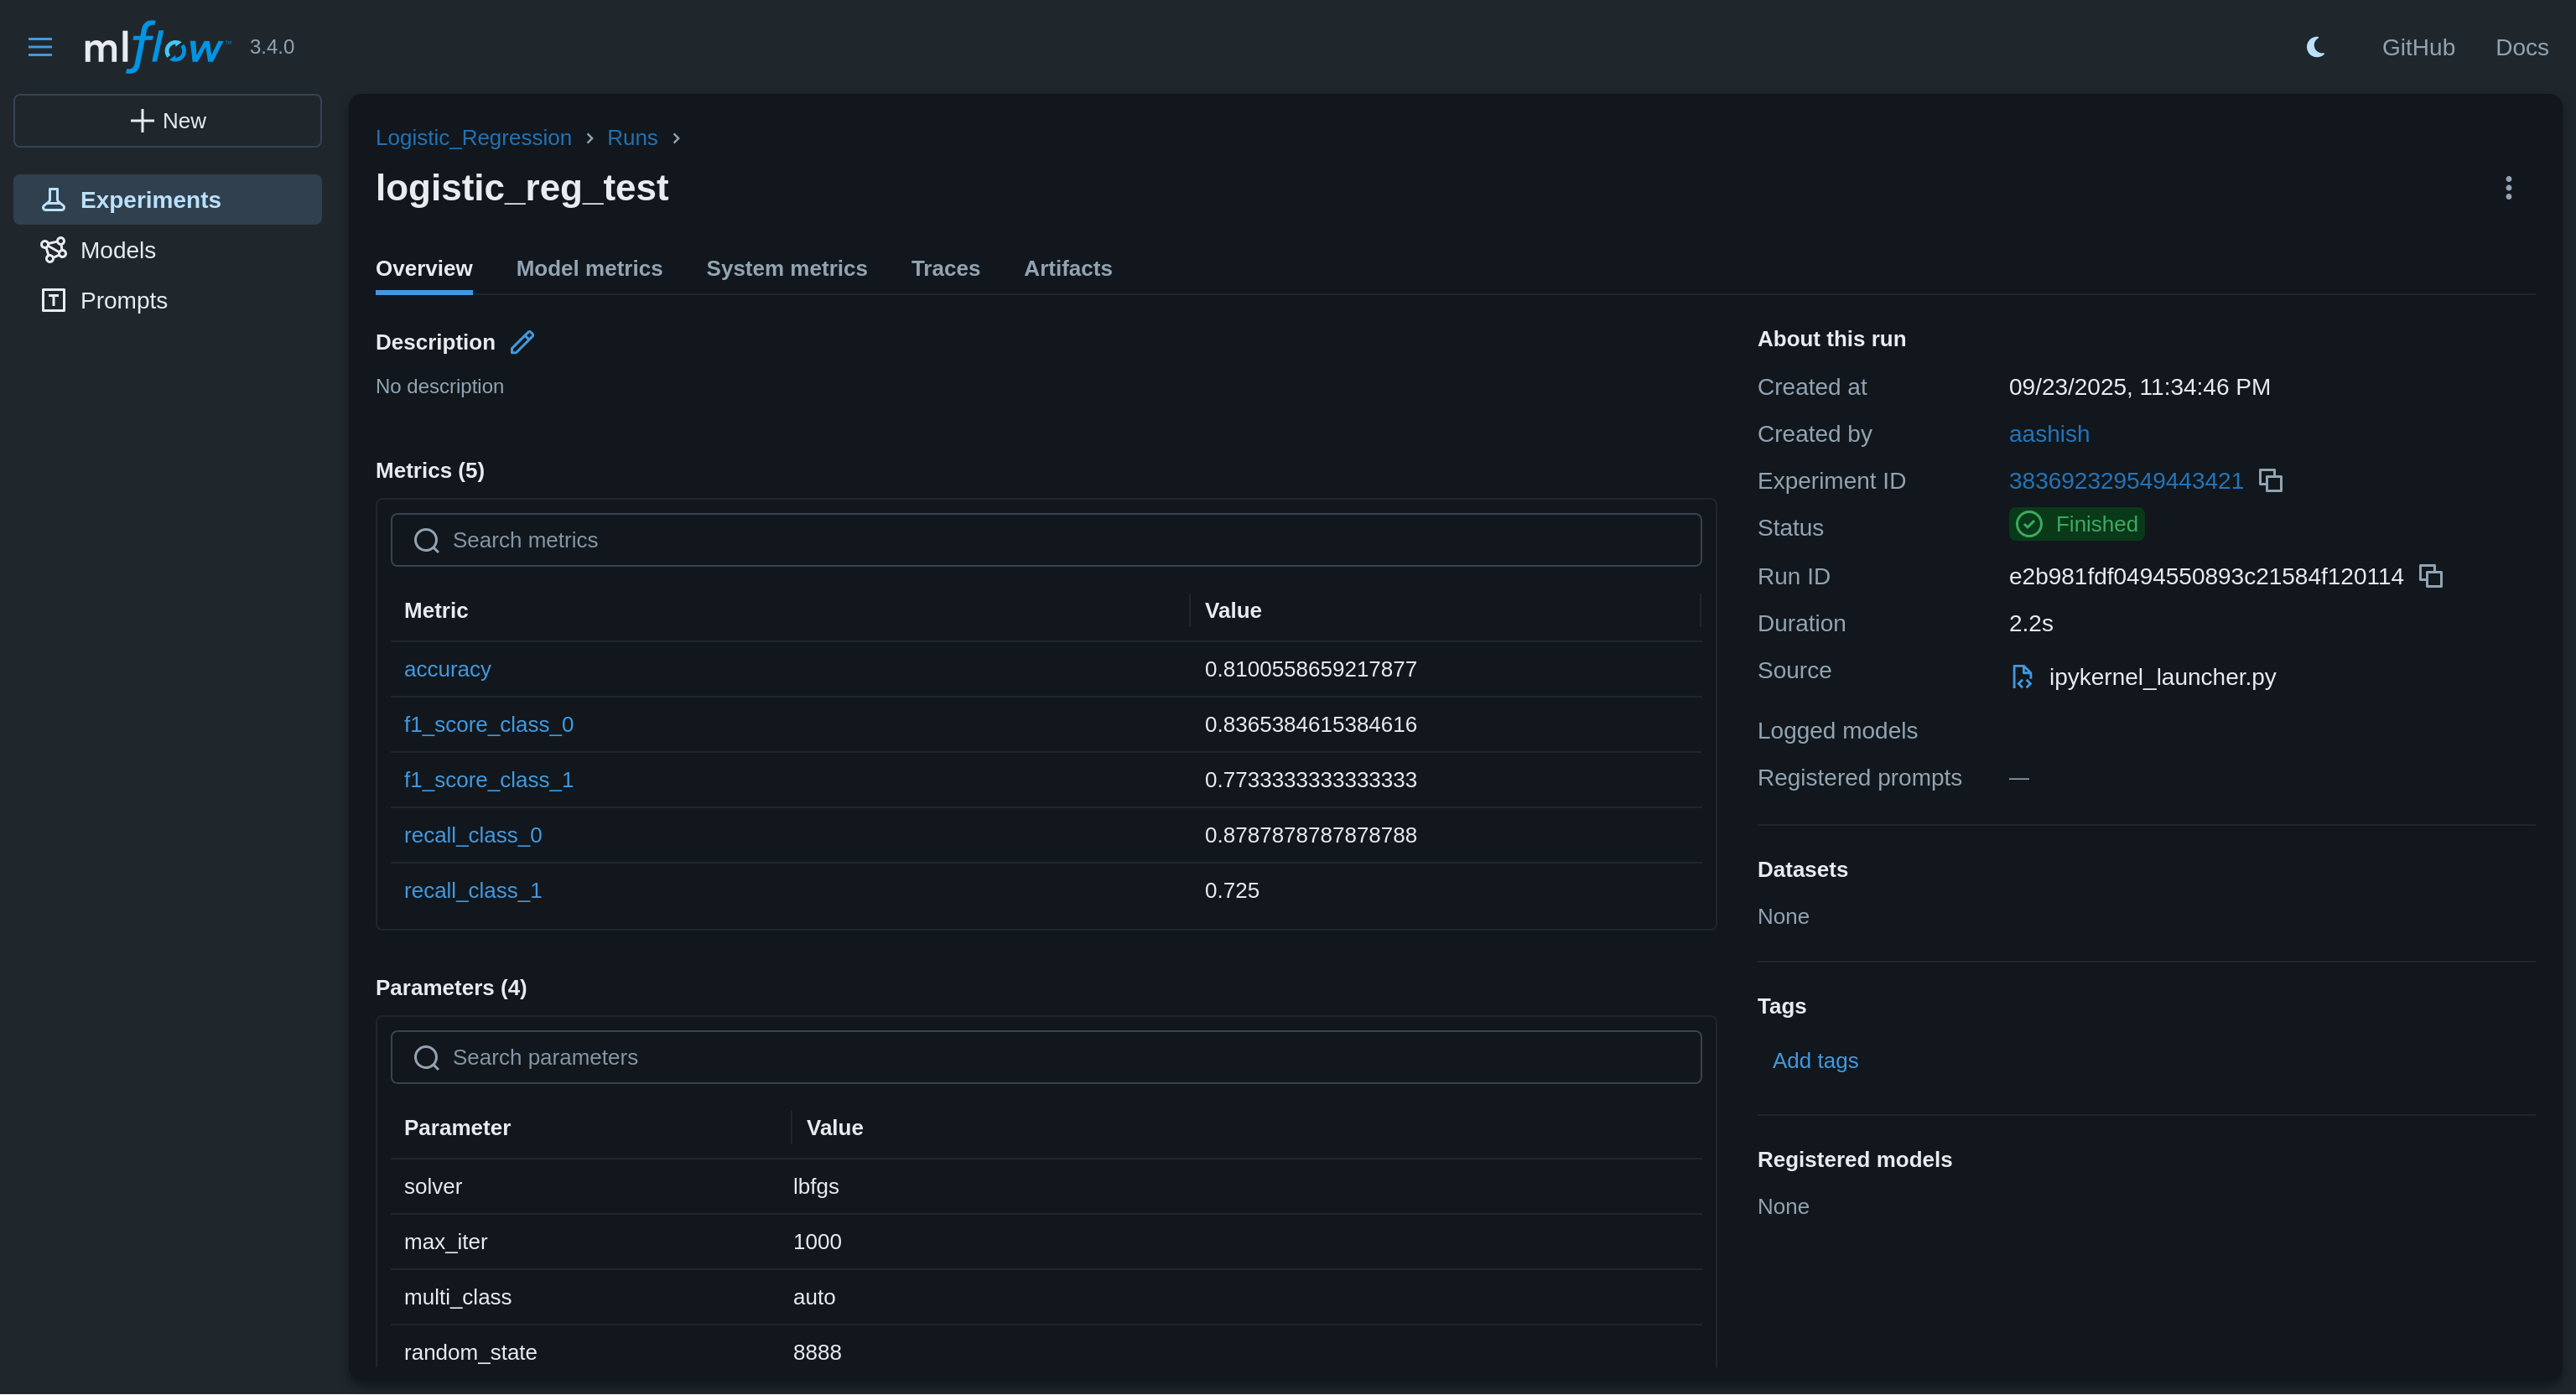 mlflow™ 3.4.0
GitHub
Docs
New
Experiments
Models
Prompts
Logistic_Regression
Runs
logistic_reg_test
Overview Model metrics System metrics Traces Artifacts
Description
No description
Metrics (5)
Search metrics
Metric Value
accuracy 0.8100558659217877
f1_score_class_0 0.8365384615384616
f1_score_class_1 0.7733333333333333
recall_class_0 0.8787878787878788
recall_class_1 0.725
Parameters (4)
Search parameters
Parameter Value
solver lbfgs
max_iter 1000
multi_class auto
random_state 8888
About this run
Created at 09/23/2025, 11:34:46 PM
Created by aashish
Experiment ID 383692329549443421
Status Finished
Run ID e2b981fdf0494550893c21584f120114
Duration 2.2s
Source ipykernel_launcher.py
Logged models
Registered prompts —
Datasets
None
Tags
Add tags
Registered models
None